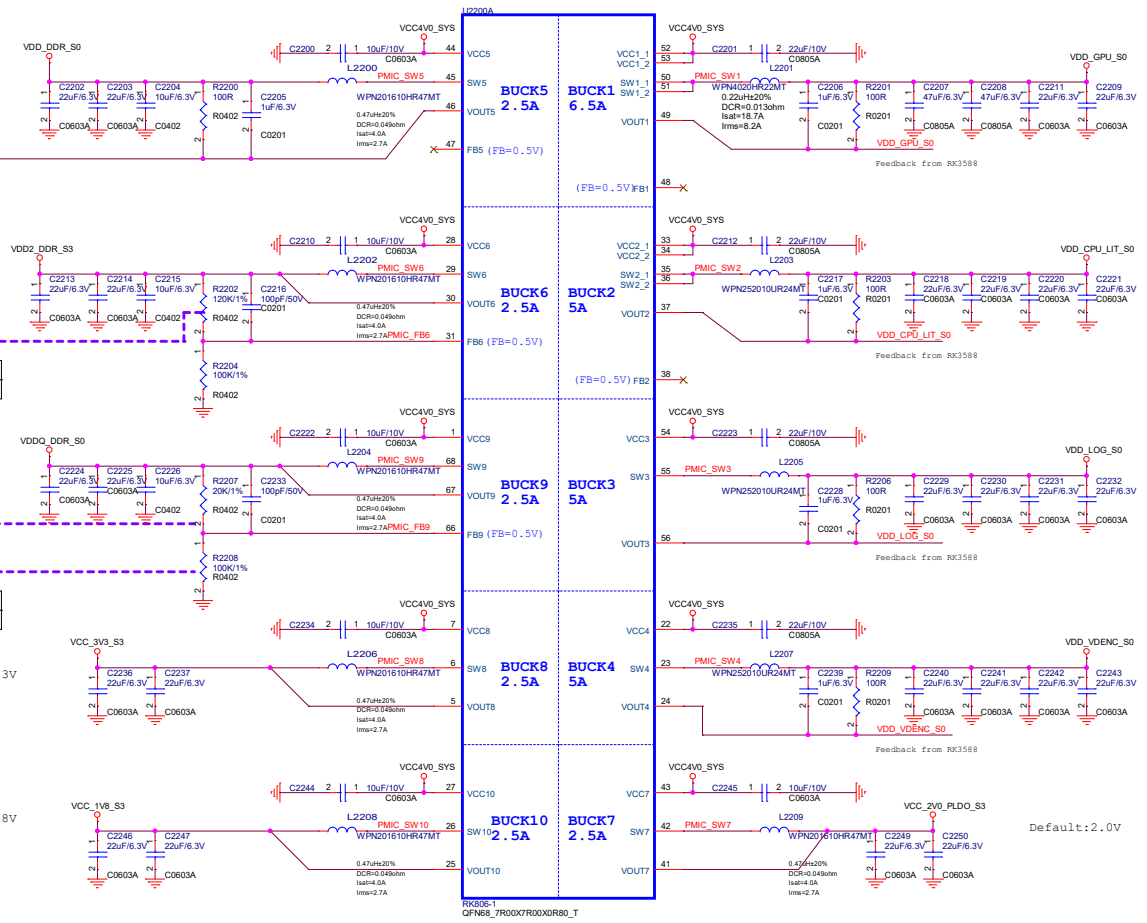 U2200A
VDD_DDR_S0
VCC4V0_SYS
C2200 2 1 10uF/10V
C0603A
44 VCC5
L2200
PMIC_SW5
45 SW5
WPN201610HR47MT
C2202
22uF/6.3V
C0603A
C2203
22uF/6.3V
C0603A
C2204
10uF/6.3V
C0402
R2200
100R
R0402
C2205
1uF/6.3V
C0201
0.47uH±20%
DCR=0.049ohm
Isat=4.0A
Irms=2.7A
46 VOUT5
47 FB5 (FB=0.5V)
BUCK5
2.5A
BUCK1
6.5A
VCC4V0_SYS
52 VCC1_1
53 VCC1_2
C2201 1 2 22uF/10V
C0805A
L2201
50 SW1_1
51 SW1_2
PMIC_SW1
WPN4020HR22MT
0.22uH±20%
DCR=0.013ohm
Isat=18.7A
Irms=8.2A
49 VOUT1
VDD_GPU_S0
C2206
1uF/6.3V
C0201
R2201
100R
R0201
C2207
47uF/6.3V
C0805A
C2208
47uF/6.3V
C0805A
C2211
22uF/6.3V
C0603A
C2209
22uF/6.3V
C0603A
VDD_GPU_S0
Feedback from RK3588
(FB=0.5V) FB1 48
VDD2_DDR_S3
VCC4V0_SYS
C2210 2 1 10uF/10V
C0603A
28 VCC6
L2202
PMIC_SW6
29 SW6
WPN201610HR47MT
C2213
22uF/6.3V
C0603A
C2214
22uF/6.3V
C0603A
C2215
10uF/6.3V
C0402
R2202
120K/1%
R0402
C2216
100pF/50V
C0201
30 VOUT6
0.47uH±20%
DCR=0.049ohm
Isat=4.0A
Irms=2.7A
PMIC_FB6
31 FB6 (FB=0.5V)
R2204
100K/1%
R0402
BUCK6
2.5A
BUCK2
5A
VCC4V0_SYS
33 VCC2_1
34 VCC2_2
C2212 1 2 22uF/10V
C0805A
L2203
35 SW2_1
36 SW2_2
PMIC_SW2
WPN252010UR24MT
37 VOUT2
VDD_CPU_LIT_S0
C2217
1uF/6.3V
C0201
R2203
100R
R0201
C2218
22uF/6.3V
C0603A
C2219
22uF/6.3V
C0603A
C2220
22uF/6.3V
C0603A
C2221
22uF/6.3V
C0603A
VDD_CPU_LIT_S0
Feedback from RK3588
(FB=0.5V) FB2 38
VDDQ_DDR_S0
VCC4V0_SYS
C2222 2 1 10uF/10V
C0603A
1 VCC9
L2204
PMIC_SW9
68 SW9
WPN201610HR47MT
C2224
22uF/6.3V
C0603A
C2225
22uF/6.3V
C0603A
C2226
10uF/6.3V
C0402
R2207
20K/1%
R0402
C2233
100pF/50V
C0201
67 VOUT9
0.47uH±20%
DCR=0.049ohm
Isat=4.0A
Irms=2.7A
PMIC_FB9
66 FB9 (FB=0.5V)
R2208
100K/1%
R0402
BUCK9
2.5A
BUCK3
5A
VCC4V0_SYS
54 VCC3
C2223 1 2 22uF/10V
C0805A
L2205
55 SW3
PMIC_SW3
WPN252010UR24MT
VDD_LOG_S0
C2228
1uF/6.3V
C0201
R2206
100R
R0201
C2229
22uF/6.3V
C0603A
C2230
22uF/6.3V
C0603A
C2231
22uF/6.3V
C0603A
C2232
22uF/6.3V
C0603A
56 VOUT3
VDD_LOG_S0
Feedback from RK3588
VCC_3V3_S3
3V
VCC4V0_SYS
C2234 2 1 10uF/10V
C0603A
7 VCC8
L2206
PMIC_SW8
6 SW8
WPN201610HR47MT
C2236
22uF/6.3V
C0603A
C2237
22uF/6.3V
C0603A
5 VOUT8
0.47uH±20%
DCR=0.049ohm
Isat=4.0A
Irms=2.7A
BUCK8
2.5A
BUCK4
5A
VCC4V0_SYS
22 VCC4
C2235 1 2 22uF/10V
C0805A
L2207
23 SW4
PMIC_SW4
WPN252010UR24MT
24 VOUT4
VDD_VDENC_S0
C2239
1uF/6.3V
C0201
R2209
100R
R0201
C2240
22uF/6.3V
C0603A
C2241
22uF/6.3V
C0603A
C2242
22uF/6.3V
C0603A
C2243
22uF/6.3V
C0603A
VDD_VDENC_S0
Feedback from RK3588
VCC_1V8_S3
8V
VCC4V0_SYS
C2244 2 1 10uF/10V
C0603A
27 VCC10
L2208
PMIC_SW10
26 SW10
WPN201610HR47MT
C2246
22uF/6.3V
C0603A
C2247
22uF/6.3V
C0603A
25 VOUT10
0.47uH±20%
DCR=0.049ohm
Isat=4.0A
Irms=2.7A
BUCK10
2.5A
BUCK7
2.5A
VCC4V0_SYS
43 VCC7
C2245 1 2 10uF/10V
C0603A
L2209
42 SW7
PMIC_SW7
WPN201610HR47MT
41 VOUT7
0.47uH±20%
DCR=0.049ohm
Isat=4.0A
Irms=2.7A
VCC_2V0_PLDO_S3
C2249
22uF/6.3V
C0603A
C2250
22uF/6.3V
C0603A
Default:2.0V
RK806-1
QFN68_7R00X7R00X0R80_T